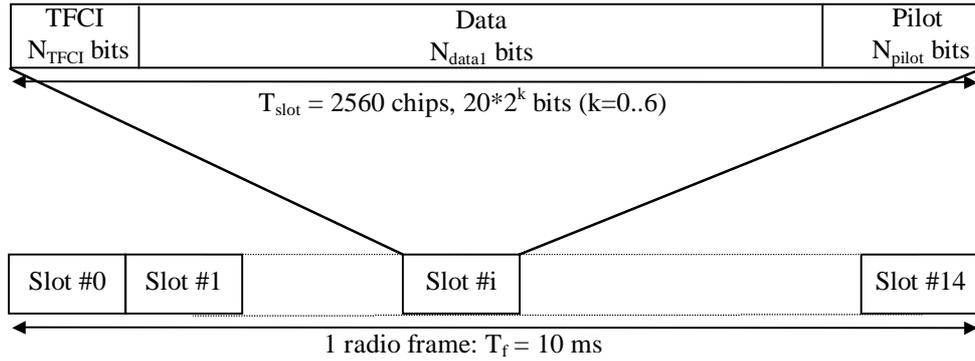 TFCI
N_TFCI bits
Data
N_data1 bits
Pilot
N_pilot bits
T_slot = 2560 chips, 20*2^k bits (k=0..6)
Slot #0
Slot #1
Slot #i
Slot #14
1 radio frame: T_f = 10 ms